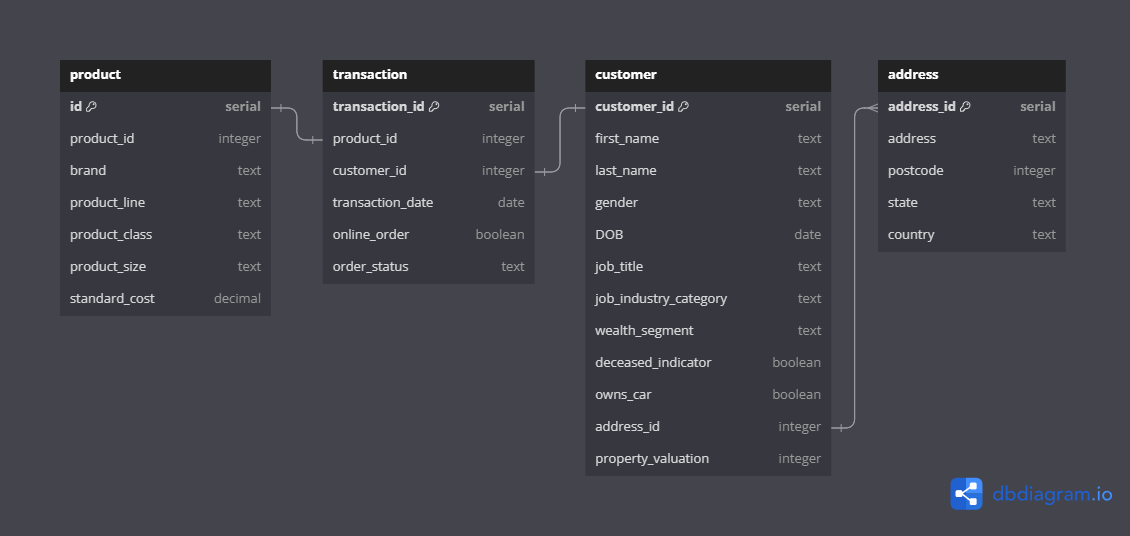 product
id serial
product_id integer
brand text
product_line text
product_class text
product_size text
standard_cost decimal
transaction
transaction_id serial
product_id integer
customer_id integer
transaction_date date
online_order boolean
order_status text
customer
customer_id serial
first_name text
last_name text
gender text
DOB date
job_title text
job_industry_category text
wealth_segment text
deceased_indicator boolean
owns_car boolean
address_id integer
property_valuation integer
address
address_id serial
address text
postcode integer
state text
country text
dbdiagram.io